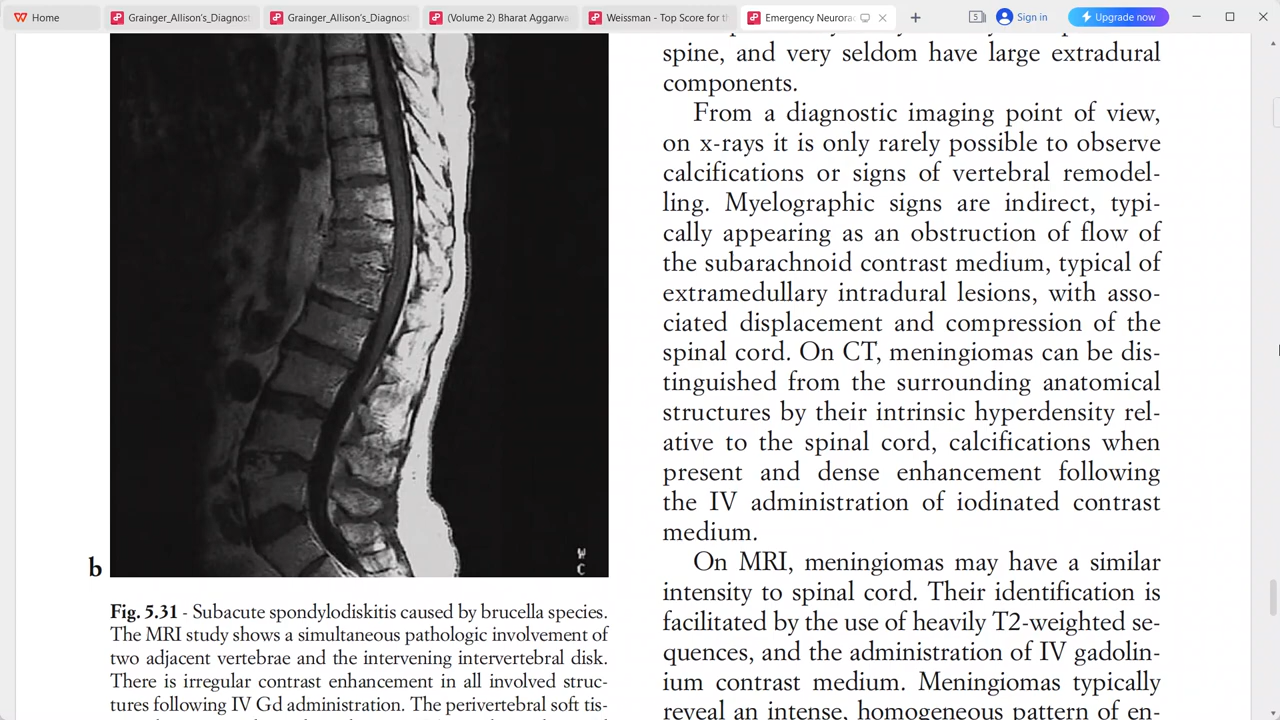 Home
Grainger_Allison's_Diagnost
Grainger_Allison's_Diagnost
(Volume 2) Bharat Aggarwa
Weissman - Top Score for th
Emergency Neurorad
5
Sign in
Upgrade now
b
W
C
Fig. 5.31 - Subacute spondylodiskitis caused by brucella species.
The MRI study shows a simultaneous pathologic involvement of
two adjacent vertebrae and the intervening intervertebral disk.
There is irregular contrast enhancement in all involved struc-
tures following IV Gd administration. The perivertebral soft tis-
spine, and very seldom have large extradural
components.
From a diagnostic imaging point of view,
on x-rays it is only rarely possible to observe
calcifications or signs of vertebral remodel-
ling. Myelographic signs are indirect, typi-
cally appearing as an obstruction of flow of
the subarachnoid contrast medium, typical of
extramedullary intradural lesions, with asso-
ciated displacement and compression of the
spinal cord. On CT, meningiomas can be dis-
tinguished from the surrounding anatomical
structures by their intrinsic hyperdensity rel-
ative to the spinal cord, calcifications when
present and dense enhancement following
the IV administration of iodinated contrast
medium.
On MRI, meningiomas may have a similar
intensity to spinal cord. Their identification is
facilitated by the use of heavily T2-weighted se-
quences, and the administration of IV gadolin-
ium contrast medium. Meningiomas typically
reveal an intense, homogeneous pattern of en-